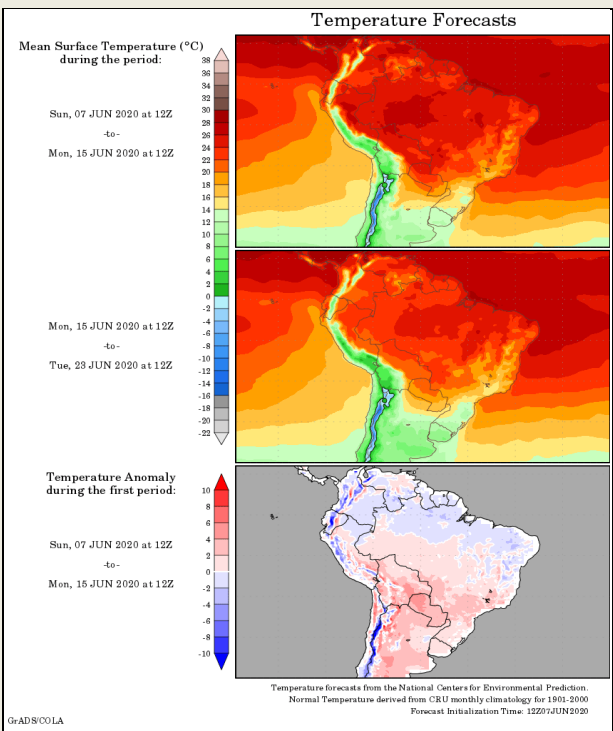 Temperature Forecasts
Mean Surface Temperature (°C)
during the period:
38
36
34
32
30
28
26
24
22
20
18
16
14
12
10
8
6
4
2
0
-2
-4
-6
-8
-10
-12
-14
-16
-18
-20
-22
Sun, 07 JUN 2020 at 12Z
-to-
Mon, 15 JUN 2020 at 12Z
Mon, 15 JUN 2020 at 12Z
-to-
Tue, 23 JUN 2020 at 12Z
Temperature Anomaly
during the first period:
10
8
6
4
2
0
-2
-4
-6
-8
-10
Sun, 07 JUN 2020 at 12Z
-to-
Mon, 15 JUN 2020 at 12Z
Temperature forecasts from the National Centers for Environmental Prediction.
Normal Temperature derived from CRU monthly climatology for 1901-2000
Forecast Initialization Time: 12Z07JUN2020
GrADS/COLA